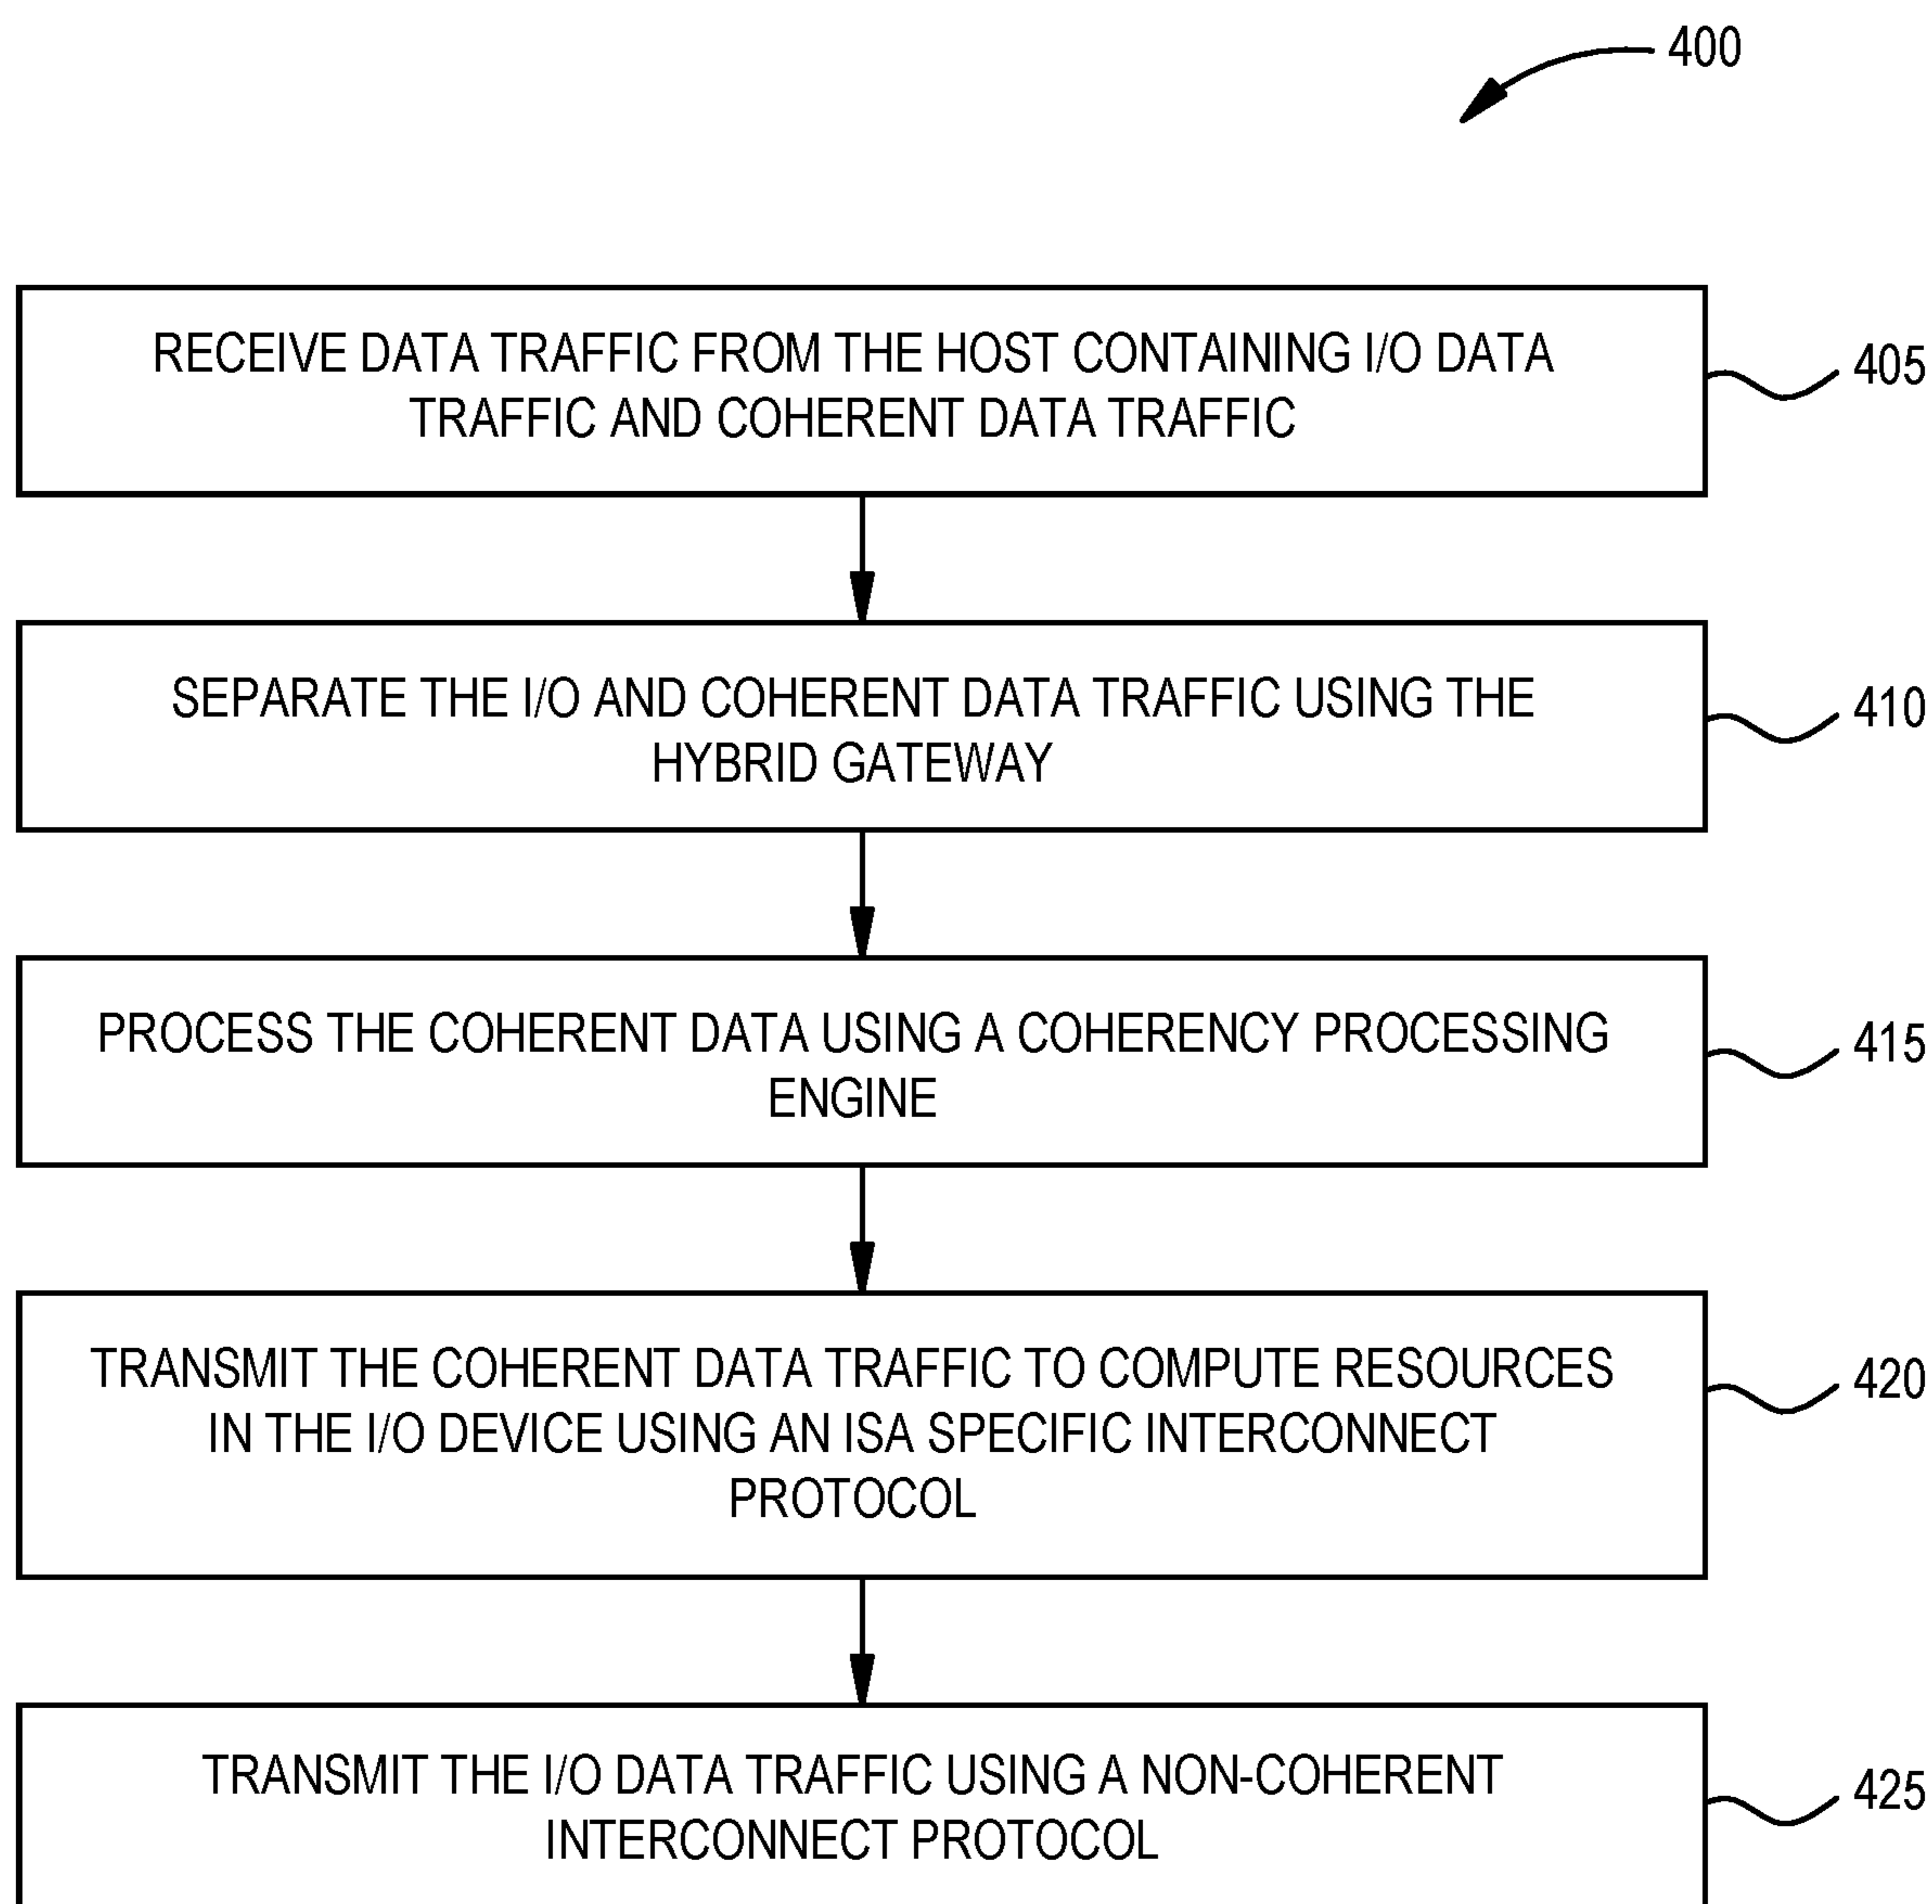 400
RECEIVE DATA TRAFFIC FROM THE HOST CONTAINING I/O DATA
TRAFFIC AND COHERENT DATA TRAFFIC
405
SEPARATE THE I/O AND COHERENT DATA TRAFFIC USING THE
HYBRID GATEWAY
410
PROCESS THE COHERENT DATA USING A COHERENCY PROCESSING
ENGINE
415
TRANSMIT THE COHERENT DATA TRAFFIC TO COMPUTE RESOURCES
IN THE I/O DEVICE USING AN ISA SPECIFIC INTERCONNECT
PROTOCOL
420
TRANSMIT THE I/O DATA TRAFFIC USING A NON-COHERENT
INTERCONNECT PROTOCOL
425